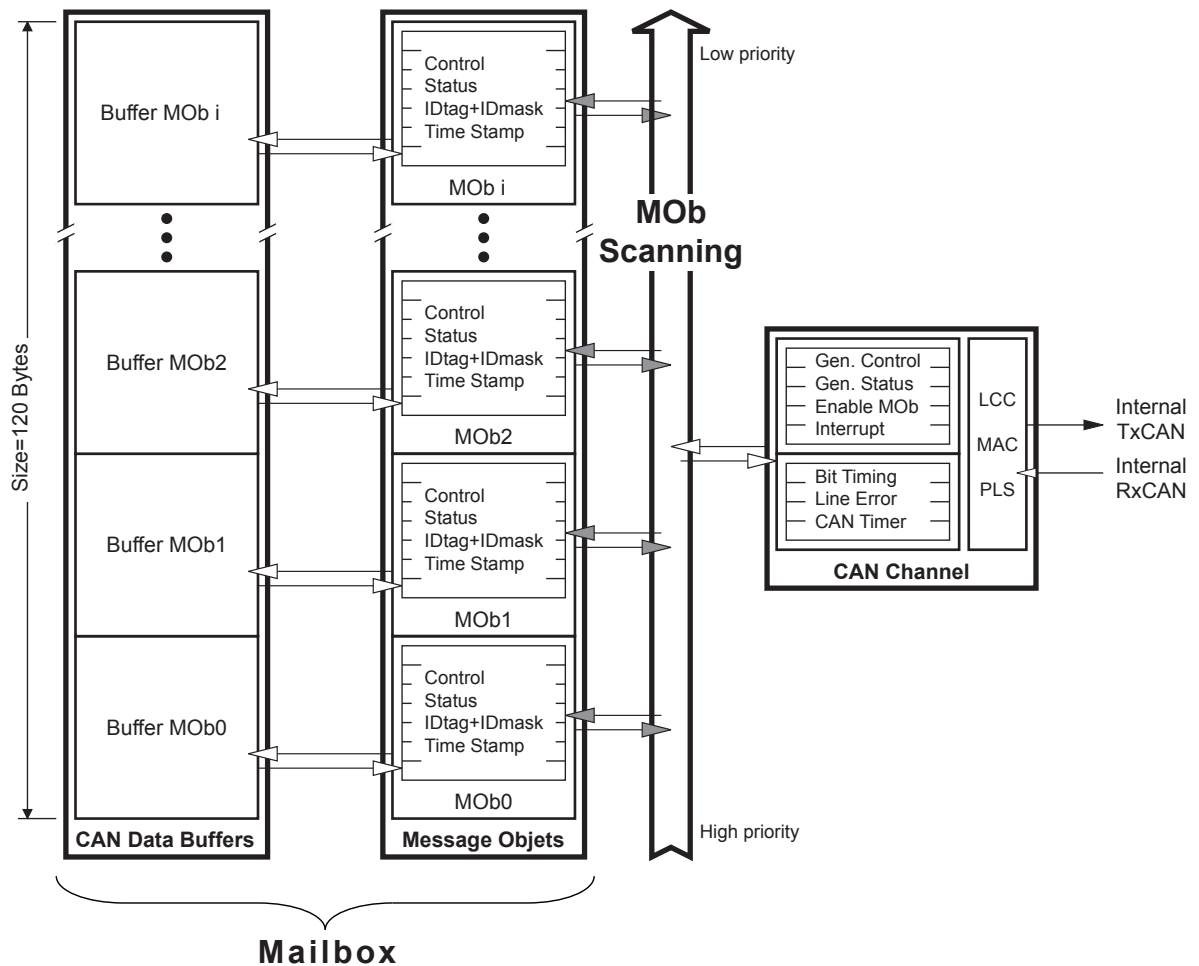 Size=120 Bytes
Buffer MOb i
Buffer MOb2
Buffer MOb1
Buffer MOb0
CAN Data Buffers
Control
Status
IDtag+IDmask
Time Stamp
MOb i
Control
Status
IDtag+IDmask
Time Stamp
MOb2
Control
Status
IDtag+IDmask
Time Stamp
MOb1
Control
Status
IDtag+IDmask
Time Stamp
MOb0
Message Objets
Mailbox
Low priority
MOb
Scanning
High priority
Gen. Control
Gen. Status
Enable MOb
Interrupt
Bit Timing
Line Error
CAN Timer
LCC
MAC
PLS
CAN Channel
Internal
TxCAN
Internal
RxCAN